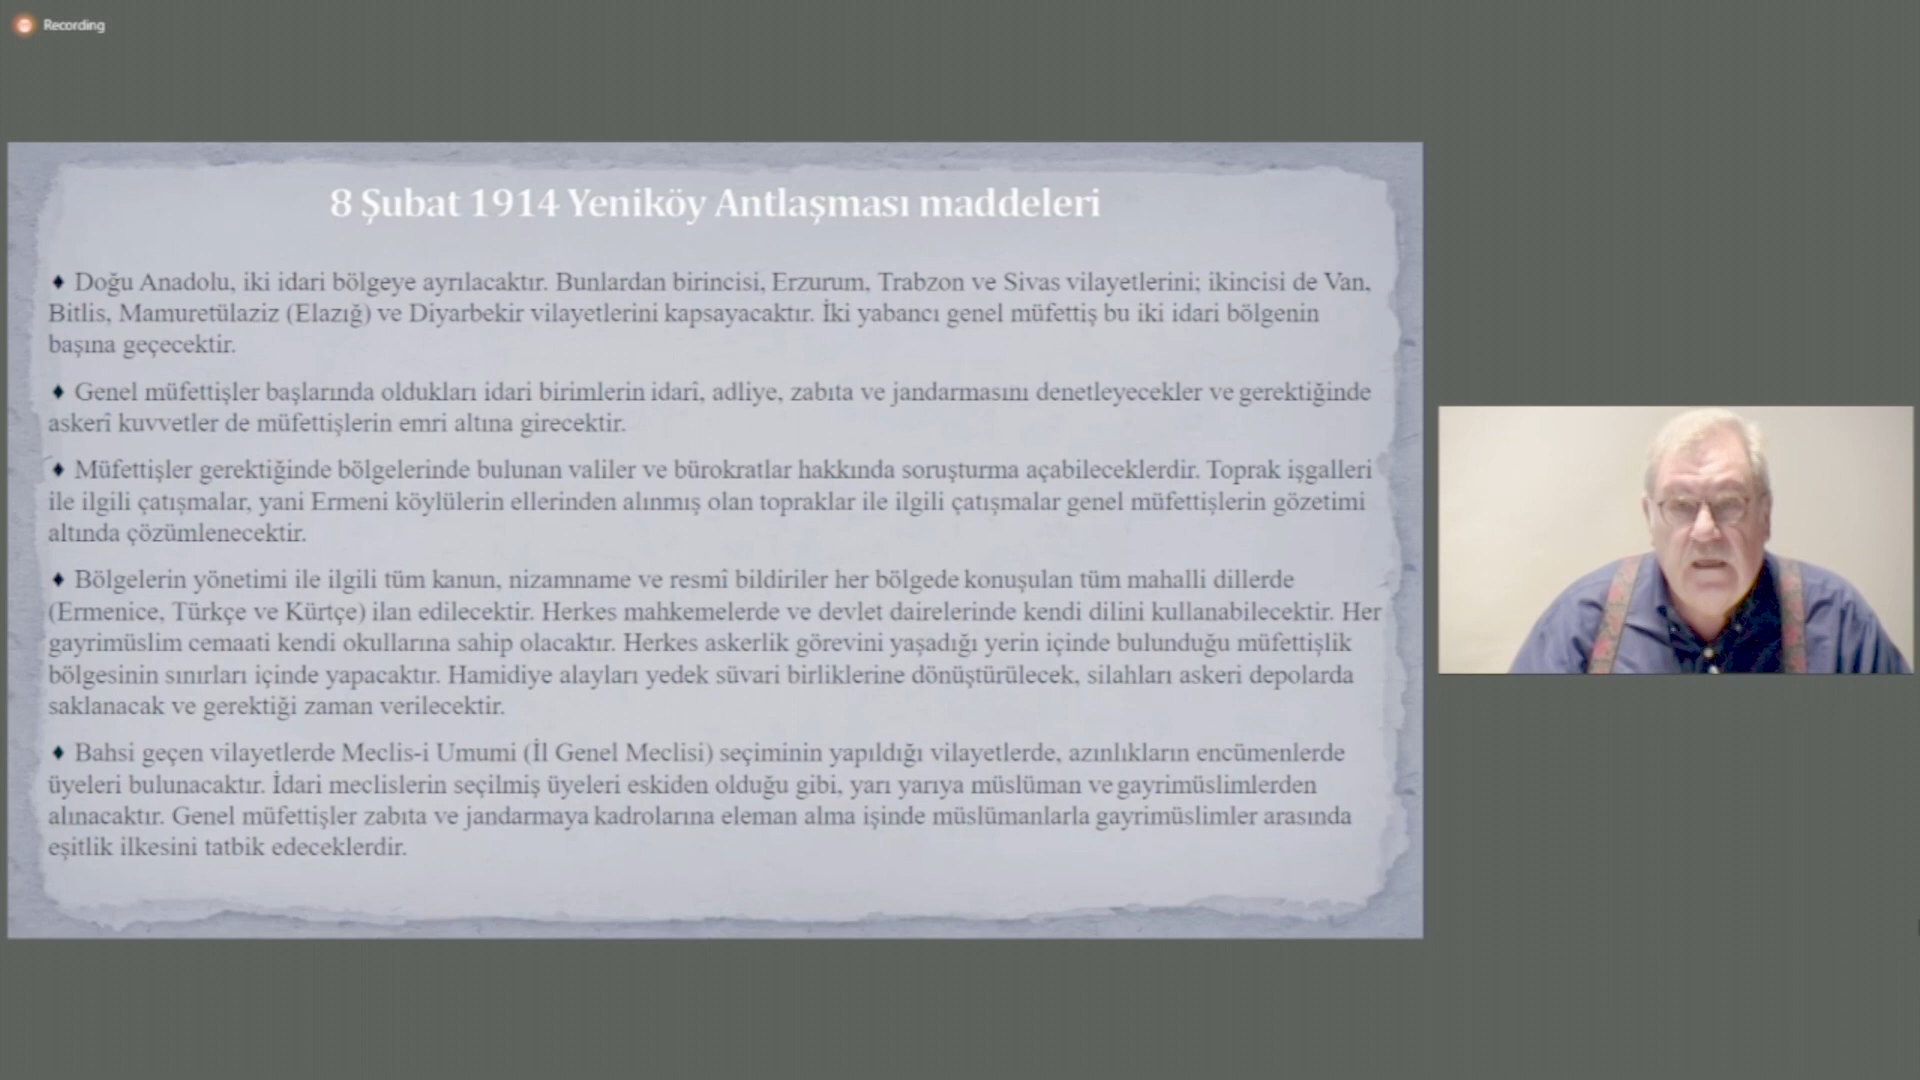 Recording
8 Şubat 1914 Yeniköy Antlaşması maddeleri
♦ Doğu Anadolu, iki idari bölgeye ayrılacaktır. Bunlardan birincisi, Erzurum, Trabzon ve Sivas vilayetlerini; ikincisi de Van,
Bitlis, Mamuretülaziz (Elazığ) ve Diyarbekir vilayetlerini kapsayacaktır. İki yabancı genel müfettiş bu iki idari bölgenin
başına geçecektir.
♦ Genel müfettişler başlarında oldukları idari birimlerin idarî, adliye, zabıta ve jandarmasını denetleyecekler ve gerektiğinde
askerî kuvvetler de müfettişlerin emri altına girecektir.
♦ Müfettişler gerektiğinde bölgelerinde bulunan valiler ve bürokratlar hakkında soruşturma açabileceklerdir. Toprak işgalleri
ile ilgili çatışmalar, yani Ermeni köylülerin ellerinden alınmış olan topraklar ile ilgili çatışmalar genel müfettişlerin gözetimi
altında çözümlenecektir.
♦ Bölgelerin yönetimi ile ilgili tüm kanun, nizamname ve resmî bildiriler her bölgede konuşulan tüm mahalli dillerde
(Ermenice, Türkçe ve Kürtçe) ilan edilecektir. Herkes mahkemelerde ve devlet dairelerinde kendi dilini kullanabilecektir. Her
gayrimüslim cemaati kendi okullarına sahip olacaktır. Herkes askerlik görevini yaşadığı yerin içinde bulunduğu müfettişlik
bölgesinin sınırları içinde yapacaktır. Hamidiye alayları yedek süvari birliklerine dönüştürülecek, silahları askeri depolarda
saklanacak ve gerektiği zaman verilecektir.
♦ Bahsi geçen vilayetlerde Meclis-i Umumi (İl Genel Meclisi) seçiminin yapıldığı vilayetlerde, azınlıkların encümenlerde
üyeleri bulunacaktır. İdari meclislerin seçilmiş üyeleri eskiden olduğu gibi, yarı yarıya müslüman ve gayrimüslimlerden
alınacaktır. Genel müfettişler zabıta ve jandarmaya kadrolarına eleman alma işinde müslümanlarla gayrimüslimler arasında
eşitlik ilkesini tatbik edeceklerdir.